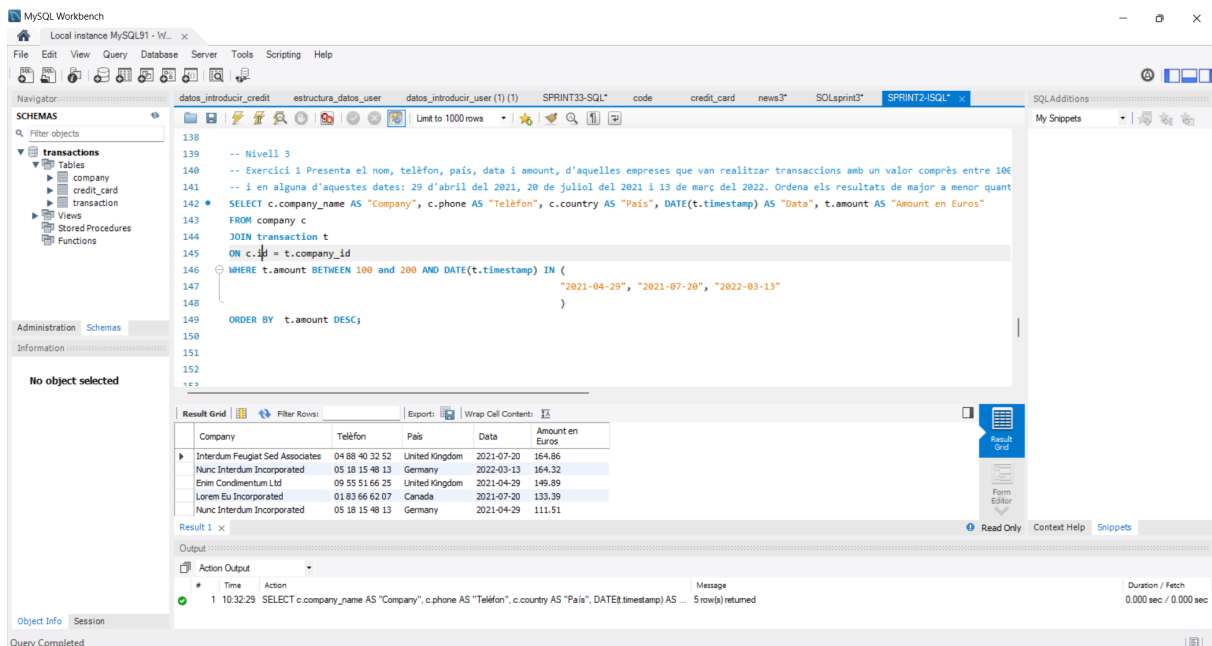 MySQL Workbench
Local instance MySQL91 - W...
File Edit View Query Database Server Tools Scripting Help
Navigator
SCHEMAS
Filter objects
transactions
Tables
company
credit_card
transaction
Views
Stored Procedures
Functions
Administration Schemas
Information
No object selected
Object Info Session
Query Completed
datos_introducir_credit estructura_datos_user datos_introducir_user (1) (1) SPRINT33-SQL* code credit_card news3* SOLsprint3* SPRINT2-ISQL*
Limit to 1000 rows
138
139 -- Nivell 3
140 -- Exercici 1 Presenta el nom, telèfon, país, data i amount, d'aquelles empreses que van realitzar transaccions amb un valor comprès entre 100
141 -- i en alguna d'aquestes dates: 29 d'abril del 2021, 20 de juliol del 2021 i 13 de març del 2022. Ordena els resultats de major a menor quant
142 SELECT c.company_name AS "Company", c.phone AS "Telèfon", c.country AS "País", DATE(t.timestamp) AS "Data", t.amount AS "Amount en Euros"
143 FROM company c
144 JOIN transaction t
145 ON c.id = t.company_id
146 WHERE t.amount BETWEEN 100 and 200 AND DATE(t.timestamp) IN (
147 "2021-04-29", "2021-07-20", "2022-03-13"
148 )
149 ORDER BY t.amount DESC;
150
151
152
153
Result Grid Filter Rows: Export: Wrap Cell Content:
Company Telèfon País Data Amount en Euros
Interdum Feugiat Sed Associates 04 88 40 32 52 United Kingdom 2021-07-20 164.86
Nunc Interdum Incorporated 05 18 15 48 13 Germany 2022-03-13 164.32
Enim Condimentum Ltd 09 55 51 66 25 United Kingdom 2021-04-29 149.89
Lorem Eu Incorporated 01 83 66 62 07 Canada 2021-07-20 133.39
Nunc Interdum Incorporated 05 18 15 48 13 Germany 2021-04-29 111.51
Result Grid
Form Editor
Result 1
Read Only
Output
Action Output
# Time Action Message Duration / Fetch
1 10:32:29 SELECT c.company_name AS "Company", c.phone AS "Telèfon", c.country AS "País", DATE(t.timestamp) AS ... 5 row(s) returned 0.000 sec / 0.000 sec
SQLAdditions
My Snippets
Context Help Snippets